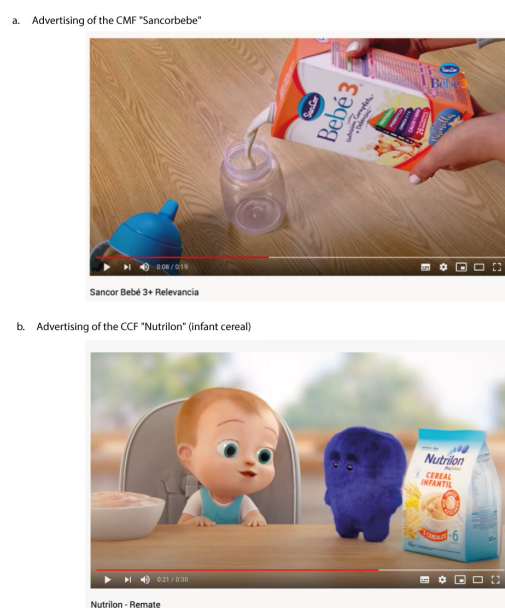 a. Advertising of the CMF "Sancorbebe"
SanCor
Bebé 3
SanCor
Bebé 3
0:08 / 0:19
Sancor Bebé 3+ Relevancia
b. Advertising of the CCF "Nutrilon" (infant cereal)
Nutrilon
CEREAL
INFANTIL
+6
0:21 / 0:30
Nutrilon - Remate